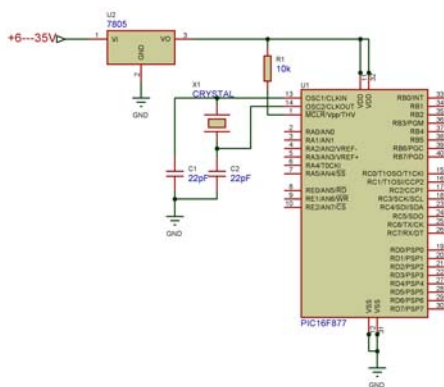 U2
7805
+6---35V
1
VI
VO
3
GND
2
GND
R1
10k
X1
CRYSTAL
C1
22pF
C2
22pF
GND
U1
13
OSC1/CLKIN
14
OSC2/CLKOUT
1
MCLR/Vpp/THV
2
RA0/AN0
3
RA1/AN1
4
RA2/AN2/VREF-
5
RA3/AN3/VREF+
6
RA4/T0CKI
7
RA5/AN4/SS
8
RE0/AN5/RD
9
RE1/AN6/WR
10
RE2/AN7/CS
VDD
VDD
11
32
RB0/INT
33
RB1
34
RB2
35
RB3/PGM
36
RB4
37
RB5
38
RB6/PGC
39
RB7/PGD
40
RC0/T1OSO/T1CKI
15
RC1/T1OSI/CCP2
16
RC2/CCP1
17
RC3/SCK/SCL
18
RC4/SDI/SDA
23
RC5/SDO
24
RC6/TX/CK
25
RC7/RX/DT
26
RD0/PSP0
19
RD1/PSP1
20
RD2/PSP2
21
RD3/PSP3
22
RD4/PSP4
27
RD5/PSP5
28
RD6/PSP6
29
RD7/PSP7
30
VSS
VSS
12
31
PIC16F877
GND